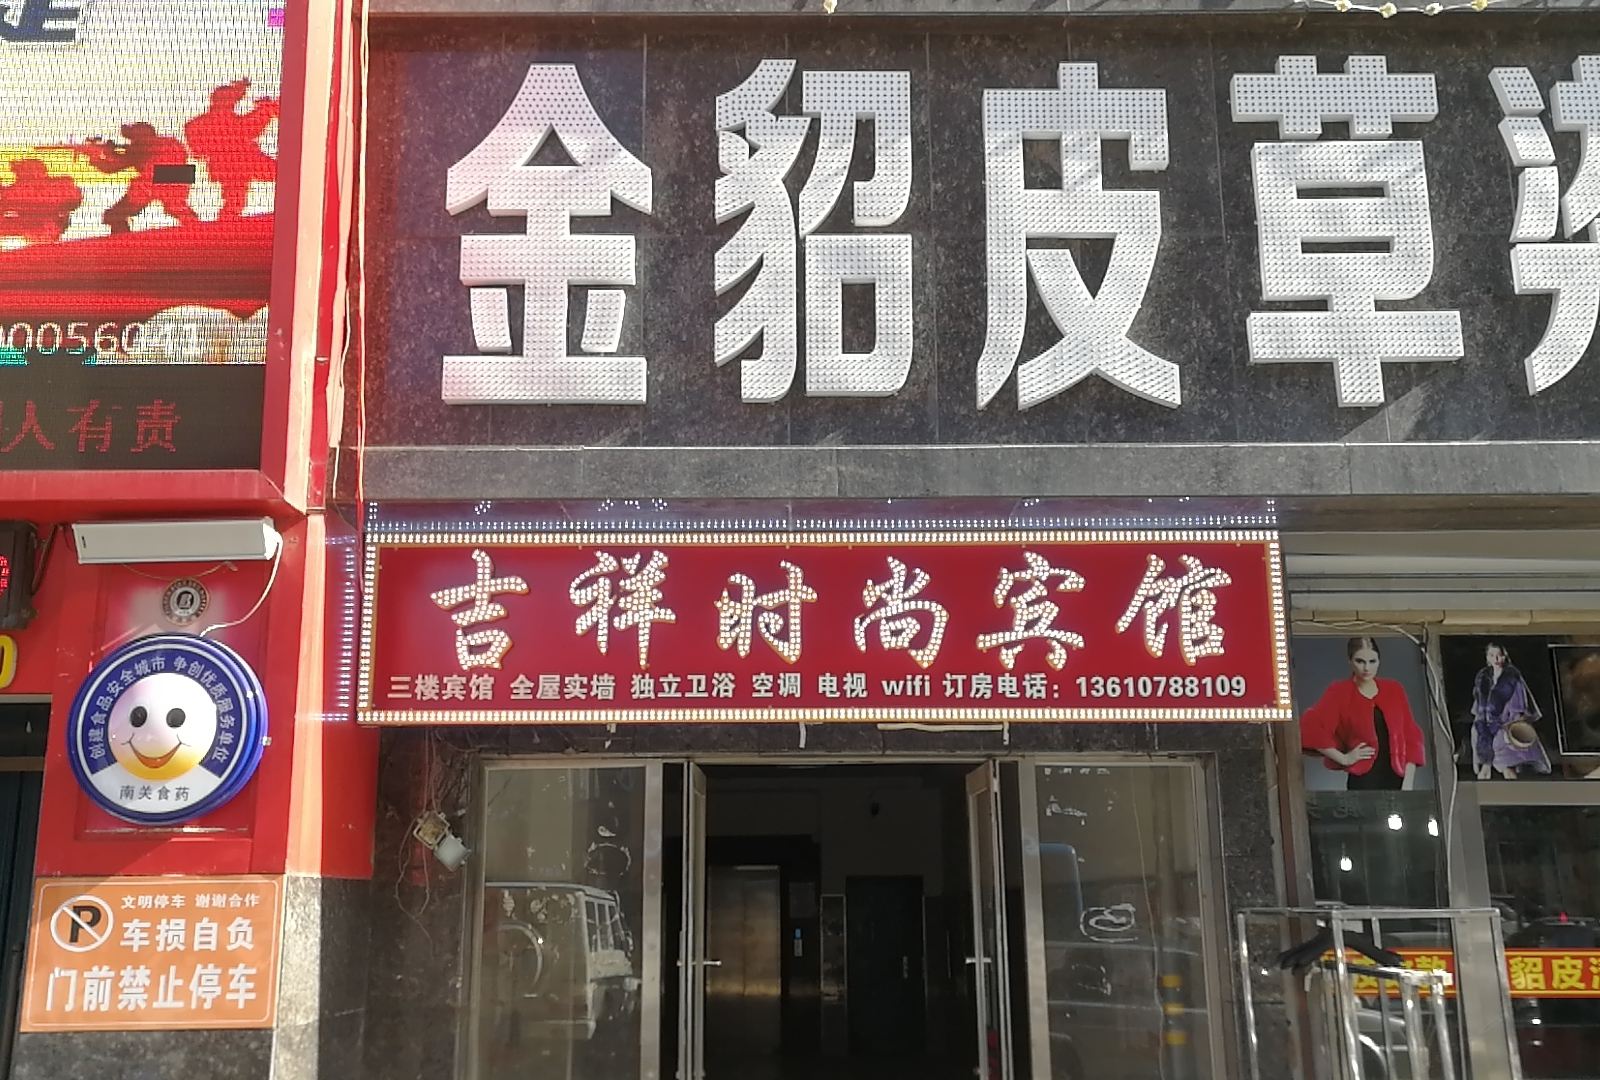 金貂皮草
00056041
人有责
吉祥时尚宾馆
三楼宾馆 全屋实墙 独立卫浴 空调 电视 wifi 订房电话：13610788109
创建食品安全城市 争创优质服务单位
南关食药
文明停车 谢谢合作
车损自负
门前禁止停车
貂皮